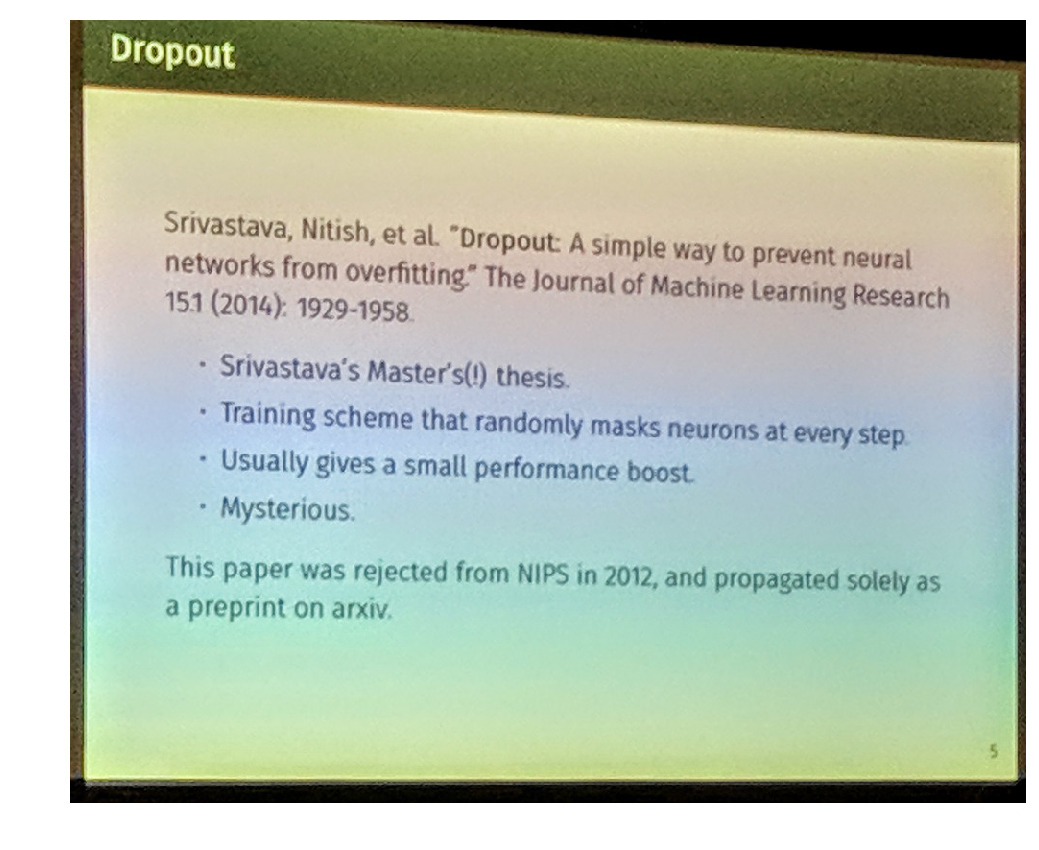 Dropout
Srivastava, Nitish, et al. "Dropout: A simple way to prevent neural
networks from overfitting." The Journal of Machine Learning Research
15.1 (2014): 1929-1958.
· Srivastava's Master's(!) thesis.
· Training scheme that randomly masks neurons at every step.
· Usually gives a small performance boost.
· Mysterious.
This paper was rejected from NIPS in 2012, and propagated solely as
a preprint on arxiv.
5